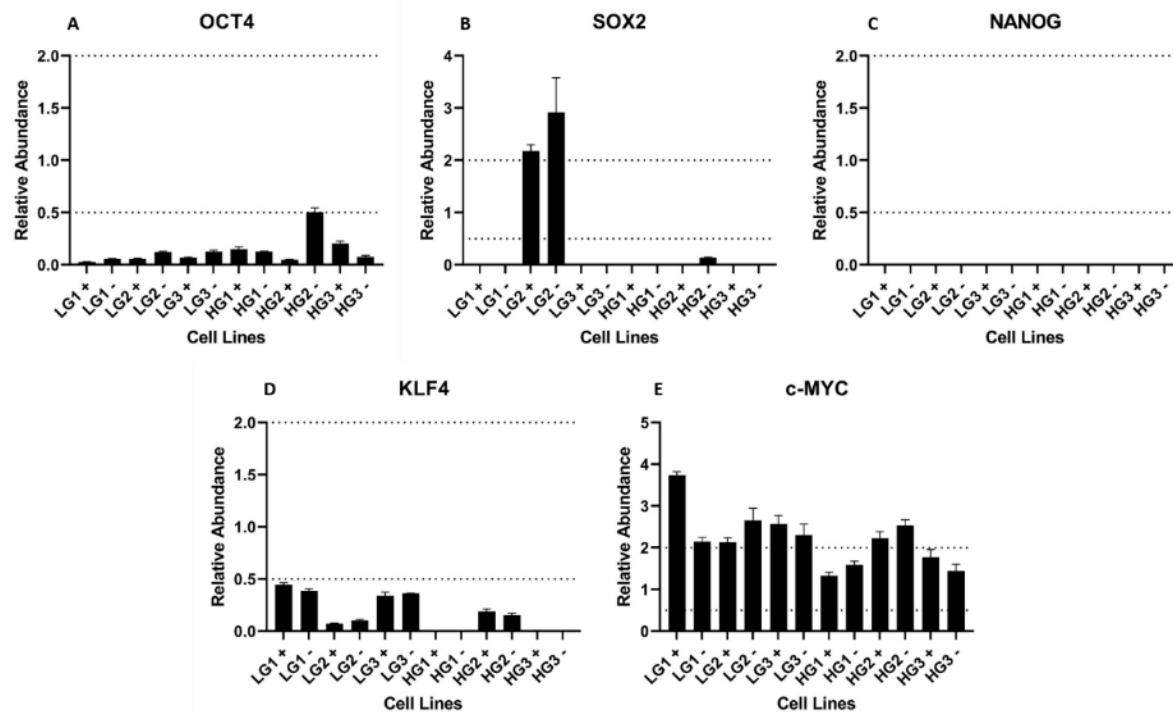 A OCT4
Relative Abundance
2.0
1.5
1.0
0.5
0.0
LG1 + LG1 - LG2 + LG2 - LG3 + LG3 - HG1 + HG1 - HG2 + HG2 - HG3 + HG3 -
Cell Lines
B SOX2
Relative Abundance
4
3
2
1
0
LG1 + LG1 - LG2 + LG2 - LG3 + LG3 - HG1 + HG1 - HG2 + HG2 - HG3 + HG3 -
Cell Lines
C NANOG
Relative Abundance
2.0
1.5
1.0
0.5
0.0
LG1 + LG1 - LG2 + LG2 - LG3 + LG3 - HG1 + HG1 - HG2 + HG2 - HG3 + HG3 -
Cell Lines
D KLF4
Relative Abundance
2.0
1.5
1.0
0.5
0.0
LG1 + LG1 - LG2 + LG2 - LG3 + LG3 - HG1 + HG1 - HG2 + HG2 - HG3 + HG3 -
Cell Lines
E c-MYC
Relative Abundance
5
4
3
2
1
0
LG1 + LG1 - LG2 + LG2 - LG3 + LG3 - HG1 + HG1 - HG2 + HG2 - HG3 + HG3 -
Cell Lines